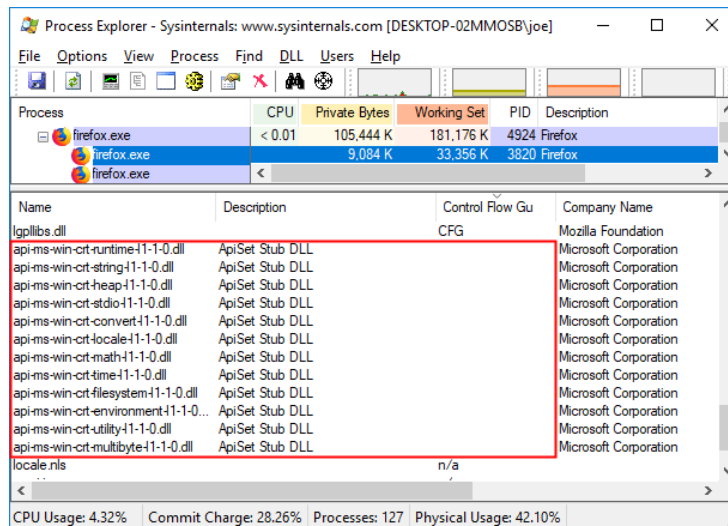 Process Explorer - Sysinternals: www.sysinternals.com [DESKTOP-02MMOSB\joe]
File Options View Process Find DLL Users Help
Process CPU Private Bytes Working Set PID Description
firefox.exe < 0.01 105,444 K 181,176 K 4924 Firefox
firefox.exe 9,084 K 33,356 K 3820 Firefox
firefox.exe
Name Description Control Flow Gu Company Name
lgpllibs.dll CFG Mozilla Foundation
api-ms-win-crt-runtime-l1-1-0.dll ApiSet Stub DLL Microsoft Corporation
api-ms-win-crt-string-l1-1-0.dll ApiSet Stub DLL Microsoft Corporation
api-ms-win-crt-heap-l1-1-0.dll ApiSet Stub DLL Microsoft Corporation
api-ms-win-crt-stdio-l1-1-0.dll ApiSet Stub DLL Microsoft Corporation
api-ms-win-crt-convert-l1-1-0.dll ApiSet Stub DLL Microsoft Corporation
api-ms-win-crt-locale-l1-1-0.dll ApiSet Stub DLL Microsoft Corporation
api-ms-win-crt-math-l1-1-0.dll ApiSet Stub DLL Microsoft Corporation
api-ms-win-crt-time-l1-1-0.dll ApiSet Stub DLL Microsoft Corporation
api-ms-win-crt-filesystem-l1-1-0.dll ApiSet Stub DLL Microsoft Corporation
api-ms-win-crt-environment-l1-1-0... ApiSet Stub DLL Microsoft Corporation
api-ms-win-crt-utility-l1-1-0.dll ApiSet Stub DLL Microsoft Corporation
api-ms-win-crt-multibyte-l1-1-0.dll ApiSet Stub DLL Microsoft Corporation
locale.nls n/a
CPU Usage: 4.32% Commit Charge: 28.26% Processes: 127 Physical Usage: 42.10%